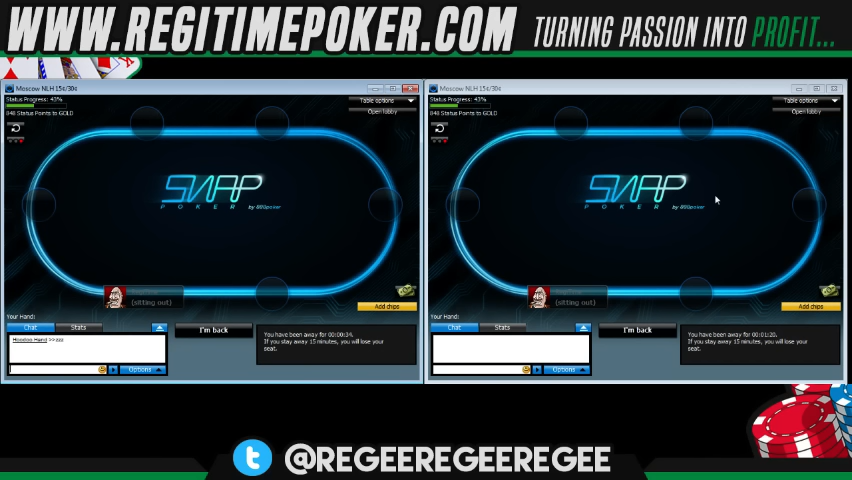 WWW.REGITIMEPOKER.COM TURNING PASSION INTO PROFIT...
Moscow NLH 15¢/30¢
Status Progress: 43%
848 Status Points to GOLD
Table options
Open lobby
SNAP
POKER by 888poker
(sitting out)
Add chips
Your Hand:
Chat Stats
I'm back
Hoodoo Hand >>zzz
You have been away for 00:00:34.
If you stay away 15 minutes, you will lose your
seat.
Options
Moscow NLH 15¢/30¢
Status Progress: 43%
848 Status Points to GOLD
Table options
Open lobby
SNAP
POKER by 888poker
(sitting out)
Add chips
Your Hand:
Chat Stats
I'm back
You have been away for 00:01:20.
If you stay away 15 minutes, you will lose your
seat.
Options
@REGEEREGEEREGEE